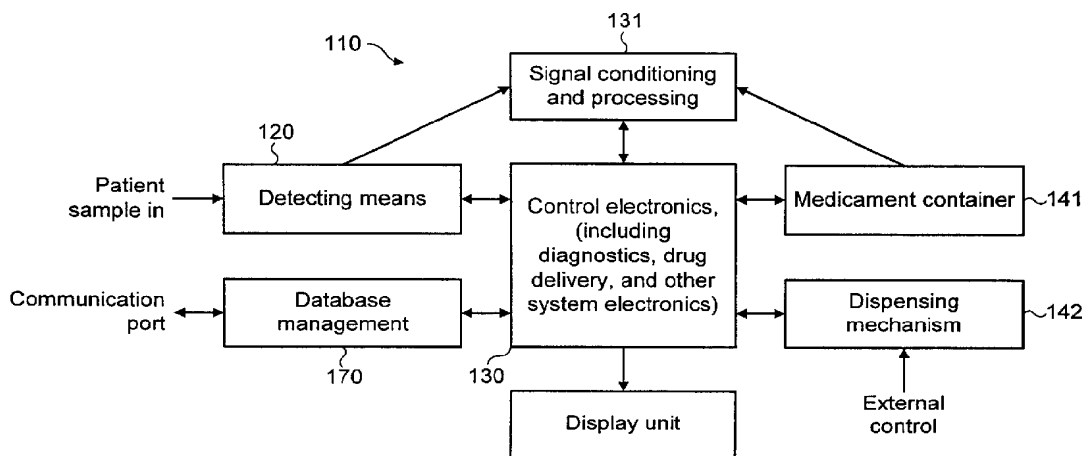 110
131
Signal conditioning
and processing
120
Patient
sample in
Detecting means
Control electronics,
(including
diagnostics, drug
delivery, and other
system electronics)
Medicament container
141
Communication
port
Database
management
Dispensing
mechanism
142
170
130
Display unit
External
control